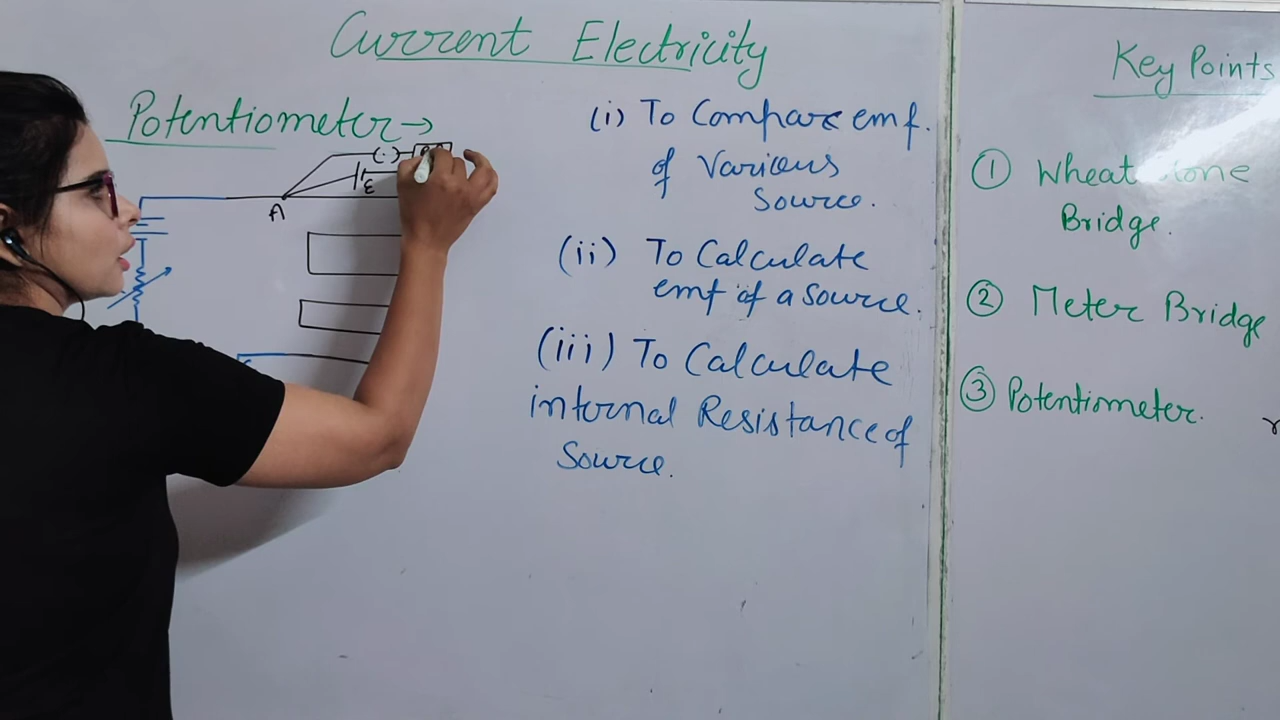 Current Electricity
Potentiometer→
A
ε
(i) To Compare emf.
of Various
Source.
(ii) To Calculate
emf of a source.
(iii) To Calculate
internal Resistance of
Source.
Key Points
① Wheatstone
Bridge.
② Meter Bridge
③ Potentiometer.